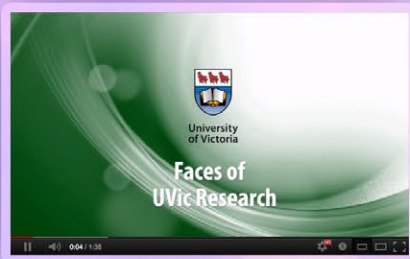 University
of Victoria
Faces of
UVic Research
0:04 / 1:35